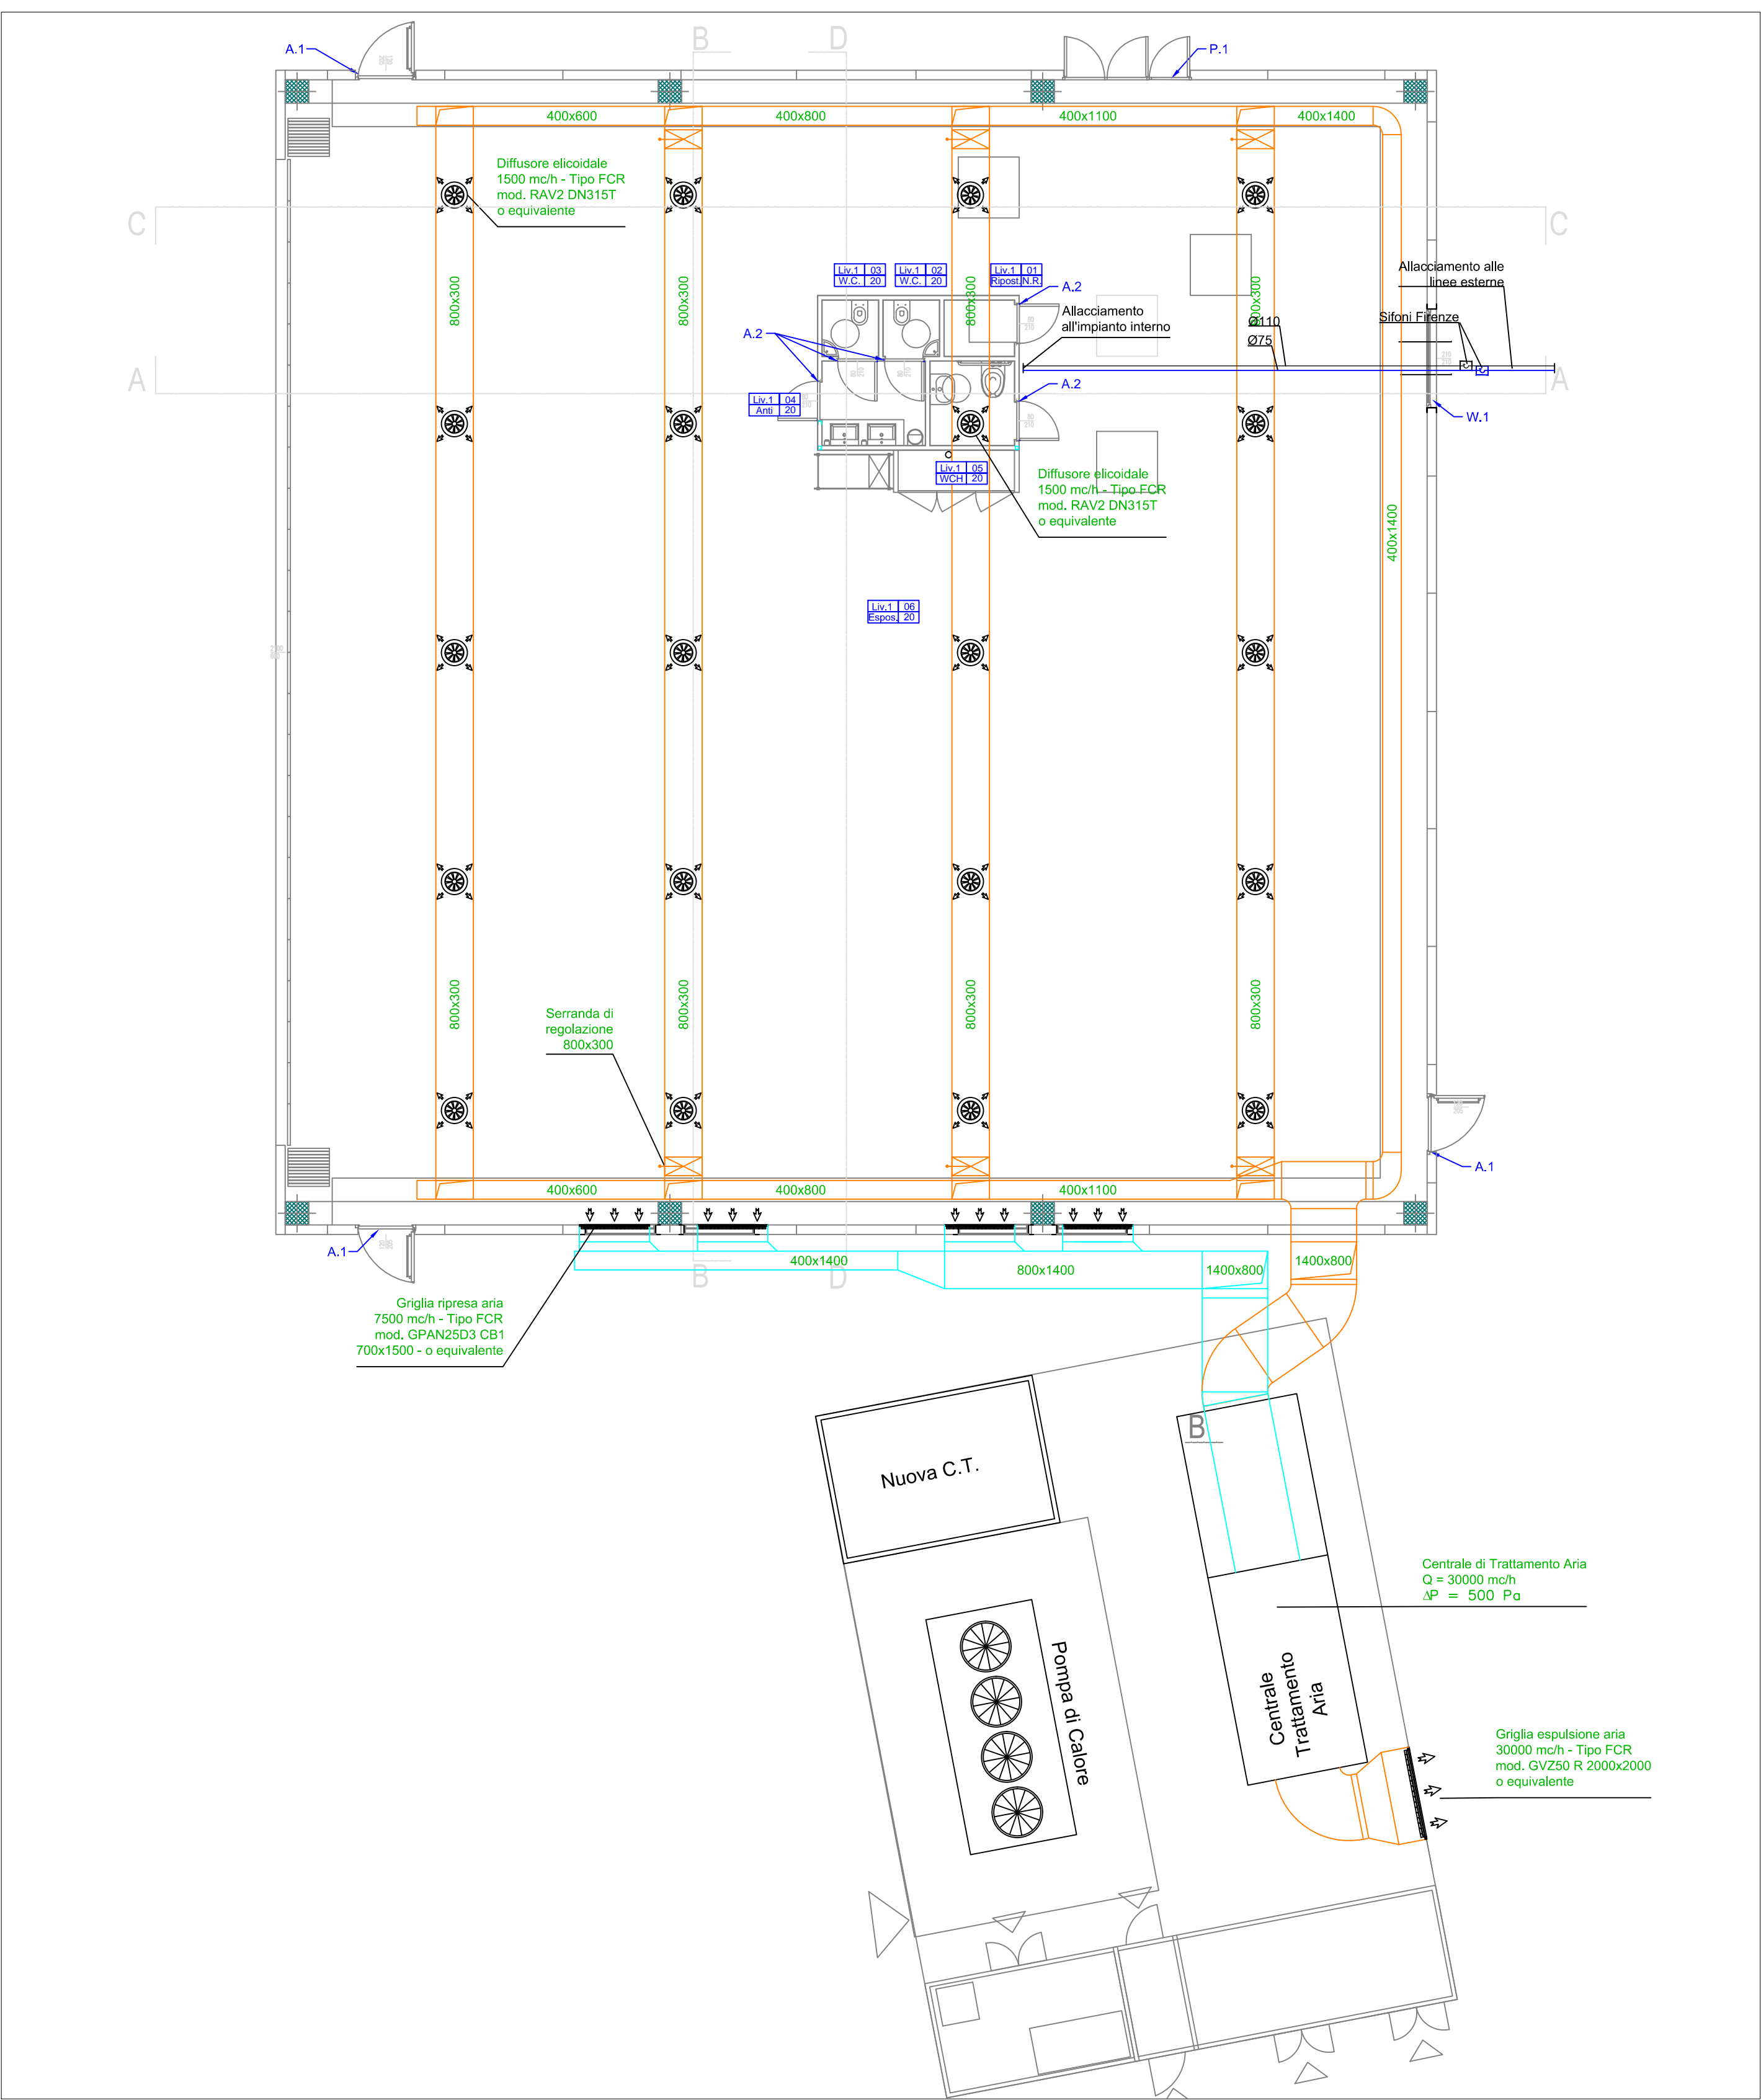 B
D
A.1
P.1
400x600
400x800
400x1100
400x1400
Diffusore elicoidale
1500 mc/h - Tipo FCR
mod. RAV2 DN315T
o equivalente
C
C
800x300
800x300
800x300
800x300
Liv.1 03
W.C. 20
Liv.1 02
W.C. 20
Liv.1 01
Ripost. N.R.
A.2
Allacciamento
all'impianto interno
Allacciamento alle
linee esterne
Ø110
Ø75
Sifoni Firenze
A.2
A
A
A.2
W.1
Liv.1 04
Anti 20
Liv.1 05
WCH 20
Diffusore elicoidale
1500 mc/h - Tipo FCR
mod. RAV2 DN315T
o equivalente
400x1400
Liv.1 06
Espos. 20
800x300
800x300
800x300
800x300
Serranda di
regolazione
800x300
A.1
400x600
400x800
400x1100
A.1
B
D
400x1400
800x1400
1400x800
1400x800
Griglia ripresa aria
7500 mc/h - Tipo FCR
mod. GPAN25D3 CB1
700x1500 - o equivalente
B
Nuova C.T.
Centrale di Trattamento Aria
Q = 30000 mc/h
ΔP = 500 Pa
Pompa di Calore
Centrale
Trattamento
Aria
Griglia espulsione aria
30000 mc/h - Tipo FCR
mod. GVZ50 R 2000x2000
o equivalente